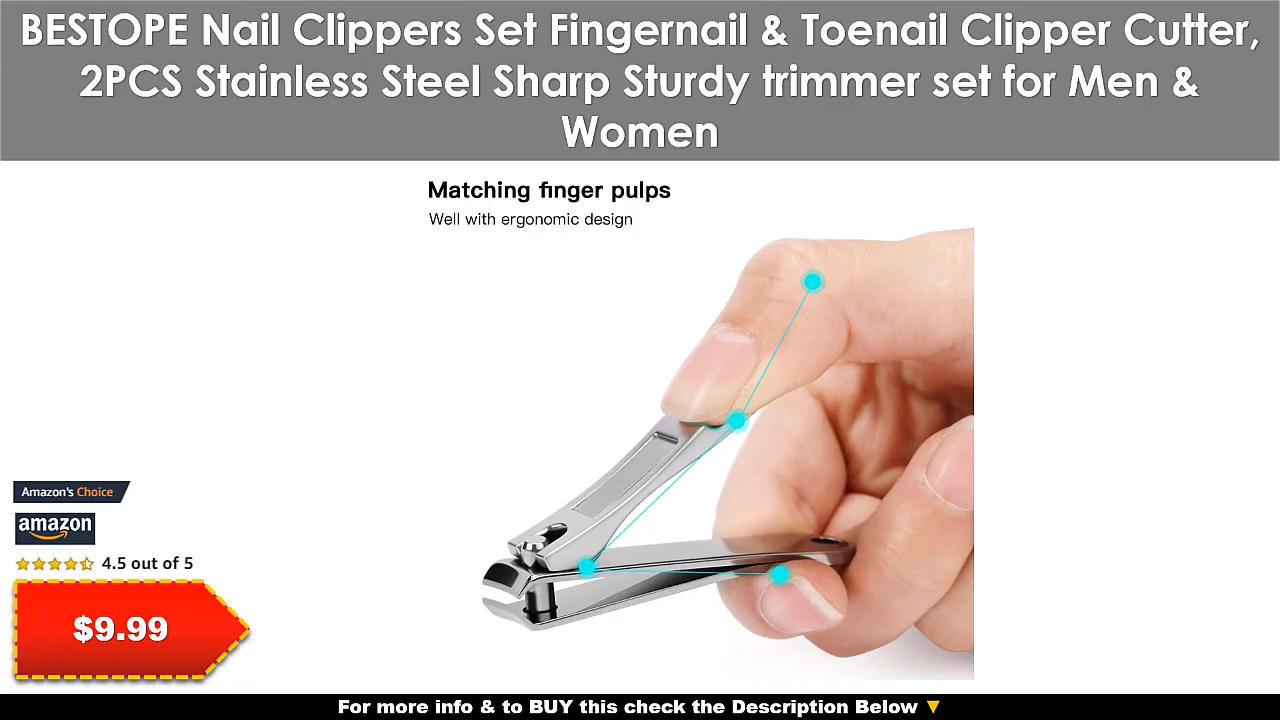 BESTOPE Nail Clippers Set Fingernail & Toenail Clipper Cutter,
2PCS Stainless Steel Sharp Sturdy trimmer set for Men &
Women
Matching finger pulps
Well with ergonomic design
Amazon's Choice
amazon
4.5 out of 5
$9.99
For more info & to BUY this check the Description Below ▼